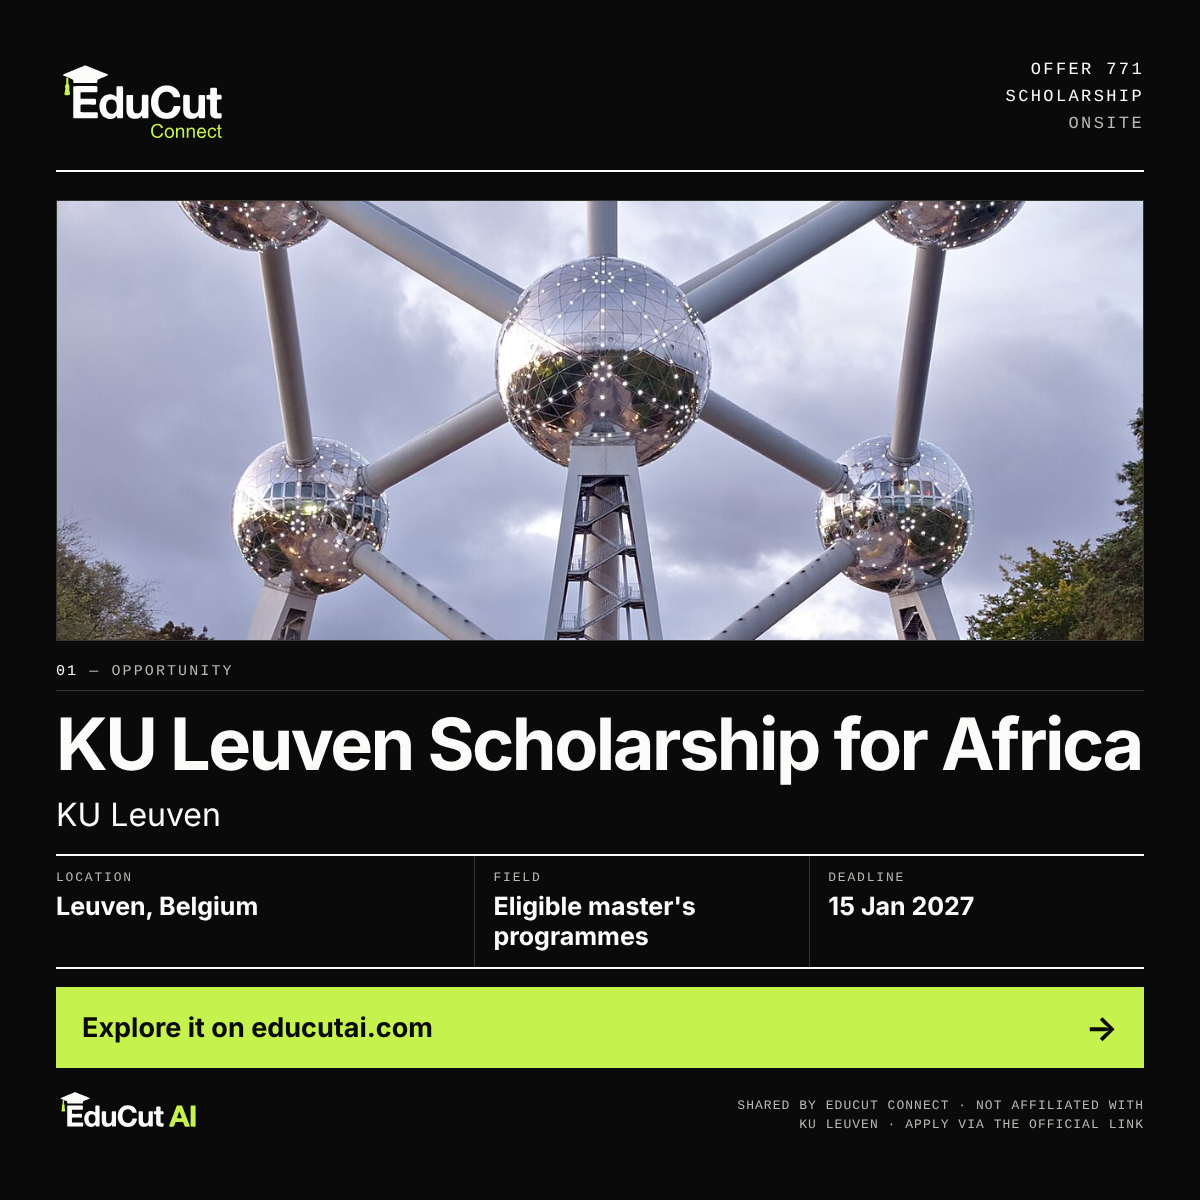 EduCut
Connect
OFFER 771
SCHOLARSHIP
ONSITE
01 — OPPORTUNITY
KU Leuven Scholarship for Africa
KU Leuven
LOCATION
Leuven, Belgium
FIELD
Eligible master's
programmes
DEADLINE
15 Jan 2027
Explore it on educutai.com →
EduCut AI
SHARED BY EDUCUT CONNECT · NOT AFFILIATED WITH
KU LEUVEN · APPLY VIA THE OFFICIAL LINK